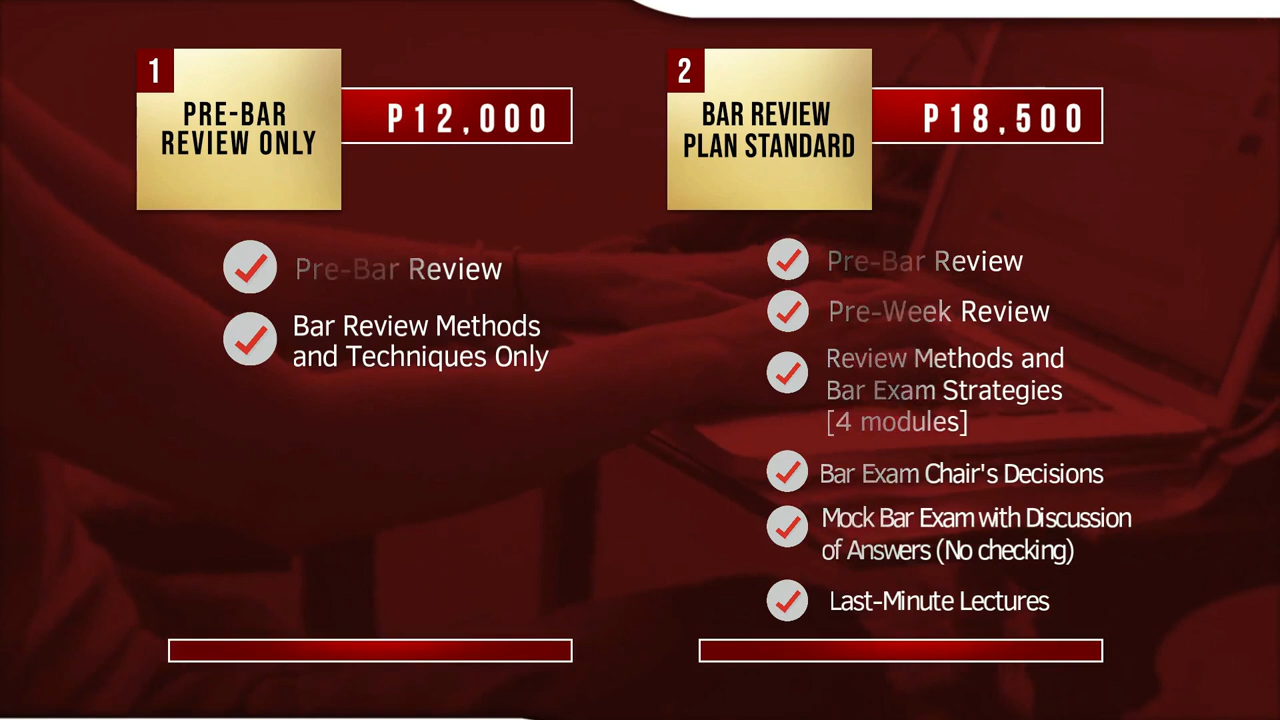 1
PRE-BAR
REVIEW ONLY
P12,000
Pre-Bar Review
Bar Review Methods
and Techniques Only
2
BAR REVIEW
PLAN STANDARD
P18,500
Pre-Bar Review
Pre-Week Review
Review Methods and
Bar Exam Strategies
[4 modules]
Bar Exam Chair's Decisions
Mock Bar Exam with Discussion
of Answers (No checking)
Last-Minute Lectures